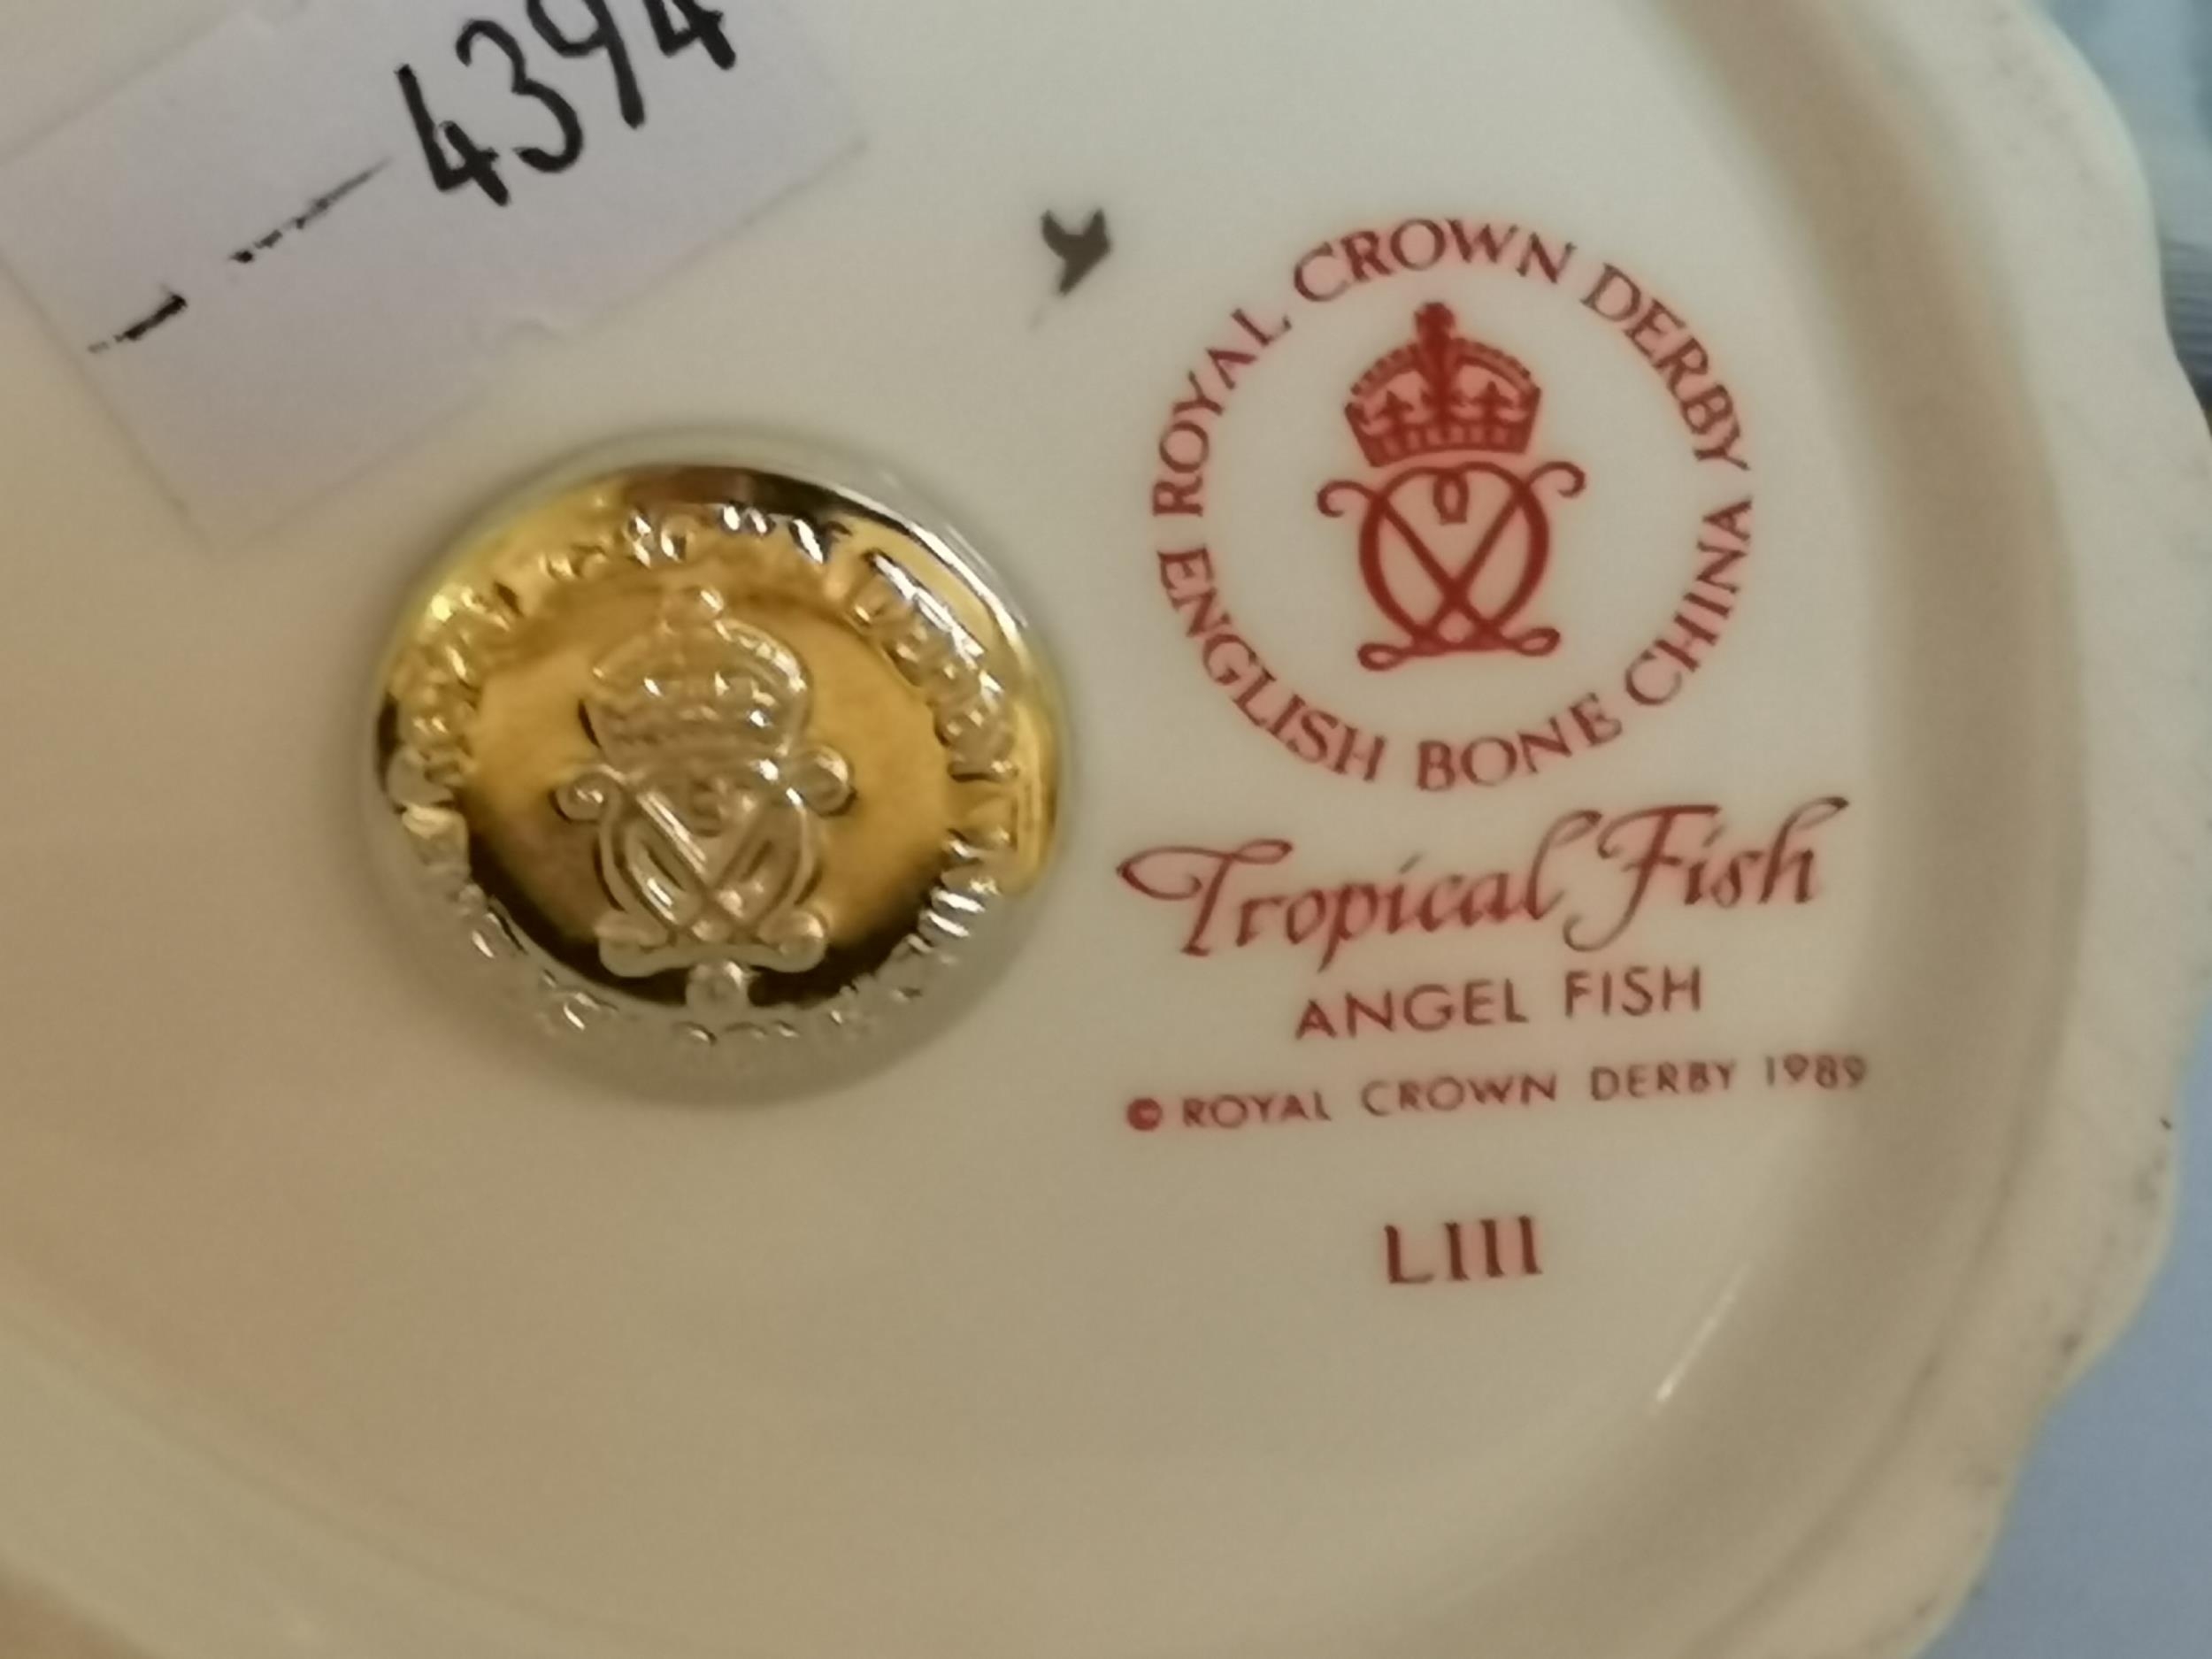 4394
ROYAL CROWN DERBY
ENGLISH BONE CHINA
Tropical Fish
ANGEL FISH
© ROYAL CROWN DERBY 1989
LIII